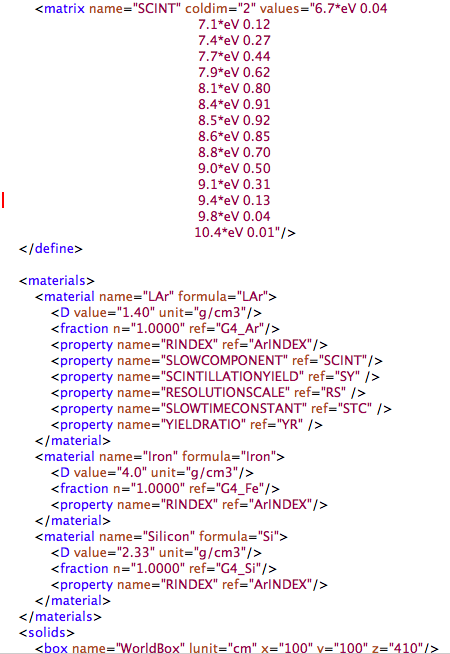 <matrix name="SCINT" coldim="2" values="6.7*eV 0.04
7.1*eV 0.12
7.4*eV 0.27
7.7*eV 0.44
7.9*eV 0.62
8.1*eV 0.80
8.4*eV 0.91
8.5*eV 0.92
8.6*eV 0.85
8.8*eV 0.70
9.0*eV 0.50
9.1*eV 0.31
9.4*eV 0.13
9.8*eV 0.04
10.4*eV 0.01"/>
</define>
<materials>
<material name="LAr" formula="LAr">
<D value="1.40" unit="g/cm3"/>
<fraction n="1.0000" ref="G4_Ar"/>
<property name="RINDEX" ref="ArINDEX"/>
<property name="SLOWCOMPONENT" ref="SCINT"/>
<property name="SCINTILLATIONYIELD" ref="SY" />
<property name="RESOLUTIONSCALE" ref="RS" />
<property name="SLOWTIMECONSTANT" ref="STC" />
<property name="YIELDRATIO" ref="YR" />
</material>
<material name="Iron" formula="Iron">
<D value="4.0" unit="g/cm3"/>
<fraction n="1.0000" ref="G4_Fe"/>
<property name="RINDEX" ref="ArINDEX"/>
</material>
<material name="Silicon" formula="Si">
<D value="2.33" unit="g/cm3"/>
<fraction n="1.0000" ref="G4_Si"/>
<property name="RINDEX" ref="ArINDEX"/>
</material>
</materials>
<solids>
<box name="WorldBox" lunit="cm" x="100" y="100" z="410"/>